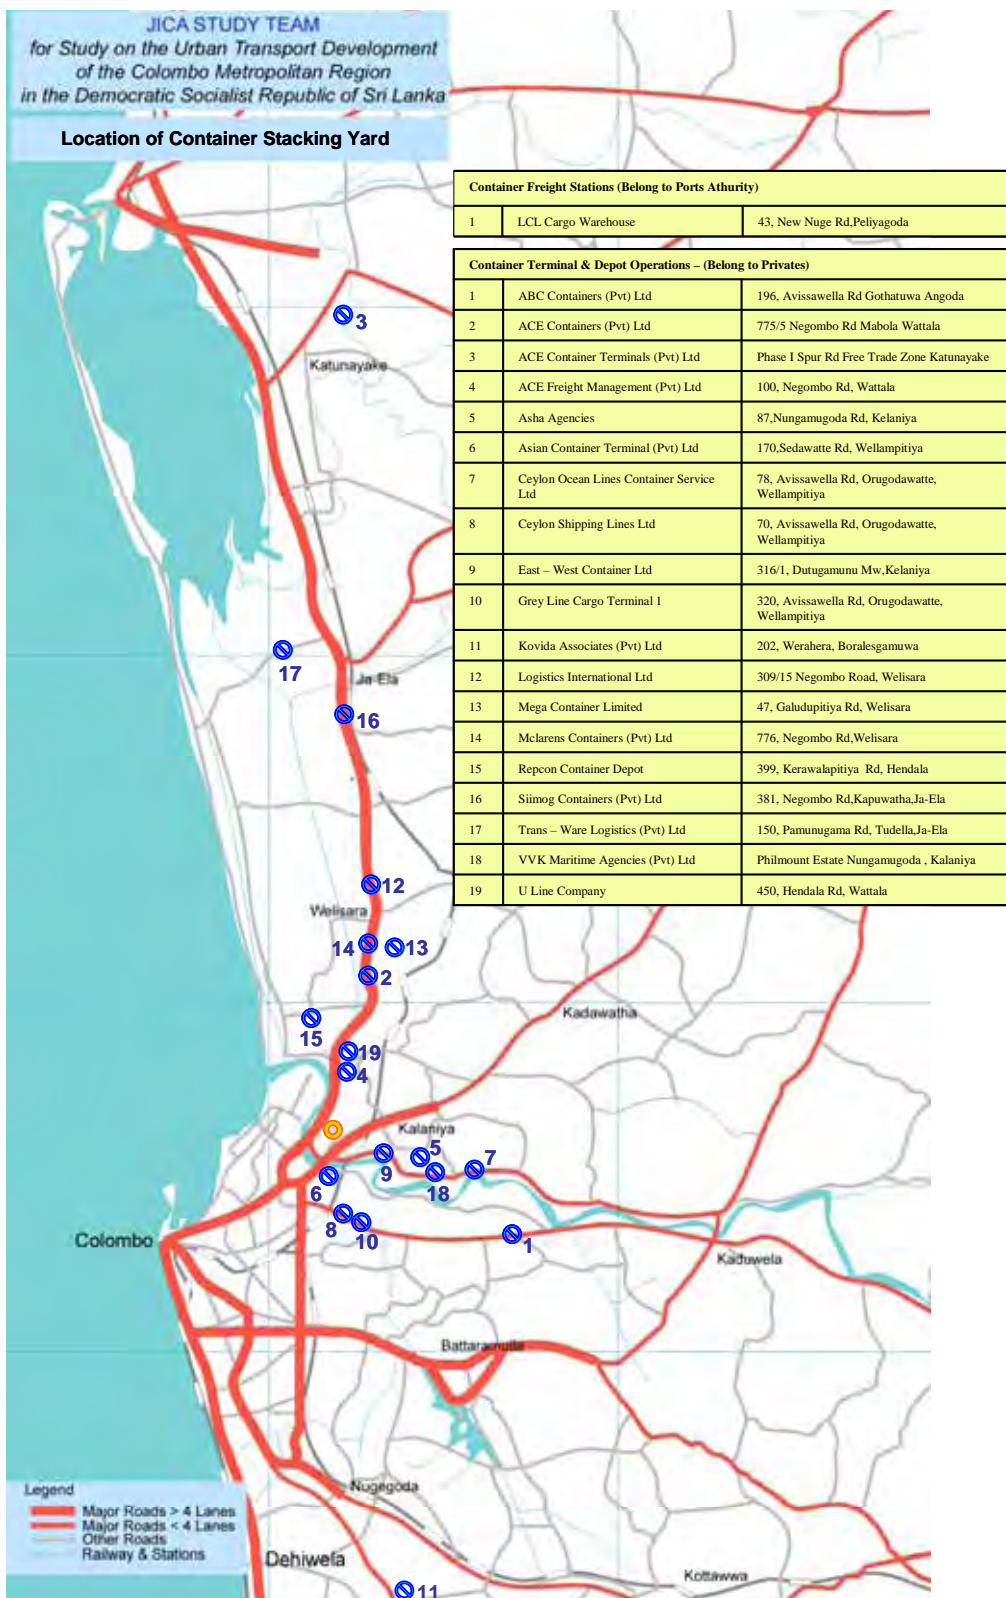 JICA STUDY TEAM
for Study on the Urban Transport Development
of the Colombo Metropolitan Region
in the Democratic Socialist Republic of Sri Lanka
Location of Container Stacking Yard
Container Freight Stations (Belong to Ports Athurity)
1 LCL Cargo Warehouse 43, New Nuge Rd,Peliyagoda
Container Terminal & Depot Operations – (Belong to Privates)
1 ABC Containers (Pvt) Ltd 196, Avissawella Rd Gothatuwa Angoda
2 ACE Containers (Pvt) Ltd 775/5 Negombo Rd Mabola Wattala
3 ACE Container Terminals (Pvt) Ltd Phase I Spur Rd Free Trade Zone Katunayake
4 ACE Freight Management (Pvt) Ltd 100, Negombo Rd, Wattala
5 Asha Agencies 87,Nungamugoda Rd, Kelaniya
6 Asian Container Terminal (Pvt) Ltd 170,Sedawatte Rd, Wellampitiya
7 Ceylon Ocean Lines Container Service 78, Avissawella Rd, Orugodawatte,
Ltd Wellampitiya
8 Ceylon Shipping Lines Ltd 70, Avissawella Rd, Orugodawatte,
Wellampitiya
9 East – West Container Ltd 316/1, Dutugamunu Mw,Kelaniya
10 Grey Line Cargo Terminal 1 320, Avissawella Rd, Orugodawatte,
Wellampitiya
11 Kovida Associates (Pvt) Ltd 202, Werahera, Boralesgamuwa
12 Logistics International Ltd 309/15 Negombo Road, Welisara
13 Mega Container Limited 47, Galudupitiya Rd, Welisara
14 Mclarens Containers (Pvt) Ltd 776, Negombo Rd,Welisara
15 Repcon Container Depot 399, Kerawalapitiya Rd, Hendala
16 Siimog Containers (Pvt) Ltd 381, Negombo Rd,Kapuwatha,Ja-Ela
17 Trans – Ware Logistics (Pvt) Ltd 150, Pamunugama Rd, Tudella,Ja-Ela
18 VVK Maritime Agencies (Pvt) Ltd Philmount Estate Nungamugoda , Kalaniya
19 U Line Company 450, Hendala Rd, Wattala
3
Katunayake
17
Ja-Ela
16
12
Welisara
14
13
2
Kadawatha
15
19
4
Kalaniya
5
9
7
18
6
8
10
1
Colombo
Kaduwela
Battaramulla
Nugegoda
Dehiwela
Kottawwa
11
Legend
Major Roads > 4 Lanes
Major Roads < 4 Lanes
Other Roads
Railway & Stations